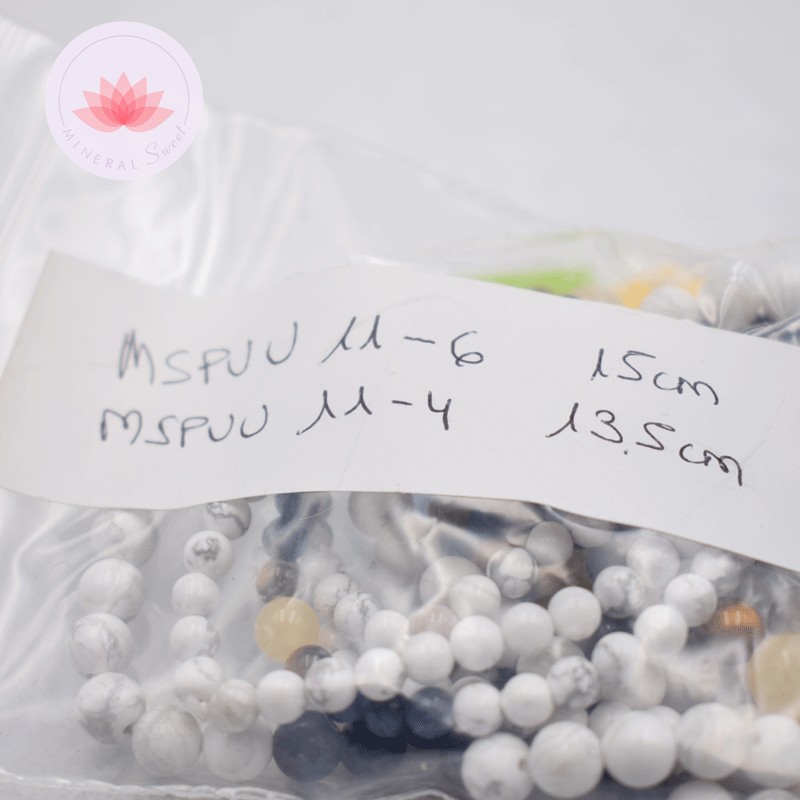 MINERAL Sweet
MSPUU 11-6 15cm
MSPUU 11-4 13.5cm